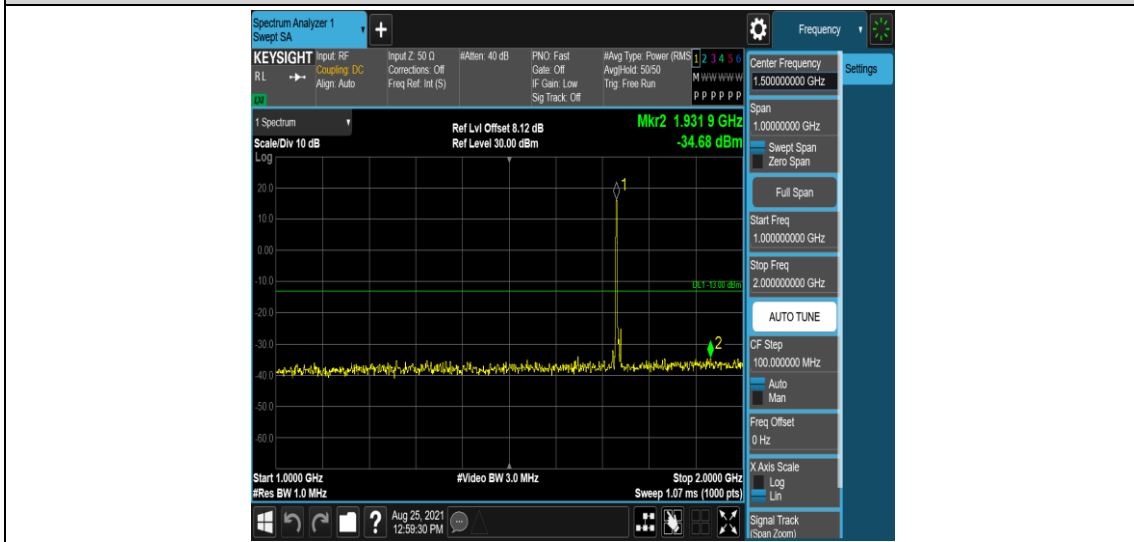 Spectrum Analyzer 1
Swept SA
+
Frequency
KEYSIGHT Input: RF
RL
Coupling: DC
Align: Auto
LXI
Input Z: 50 Ω
Corrections: Off
Freq Ref: Int (S)
#Atten: 40 dB
PNO: Fast
Gate: Off
IF Gain: Low
Sig Track: Off
#Avg Type: Power (RMS
Avg|Hold: 50/50
Trig: Free Run
1 2 3 4 5 6
M W W W W W
P P P P P P
Center Frequency
1.500000000 GHz
Settings
1 Spectrum
Scale/Div 10 dB
Log
Ref Lvl Offset 8.12 dB
Ref Level 30.00 dBm
Mkr2 1.931 9 GHz
-34.68 dBm
Span
1.00000000 GHz
Swept Span
Zero Span
Full Span
Start Freq
1.000000000 GHz
Stop Freq
2.000000000 GHz
AUTO TUNE
CF Step
100.000000 MHz
Auto
Man
Freq Offset
0 Hz
X Axis Scale
Log
Lin
Signal Track
(Span Zoom)
20.0
10.0
0.00
-10.0
-20.0
-30.0
-40.0
-50.0
-60.0
1
DL1 -13.00 dBm
2
Start 1.0000 GHz
#Res BW 1.0 MHz
#Video BW 3.0 MHz
Stop 2.0000 GHz
Sweep 1.07 ms (1000 pts)
?
Aug 25, 2021
12:59:30 PM